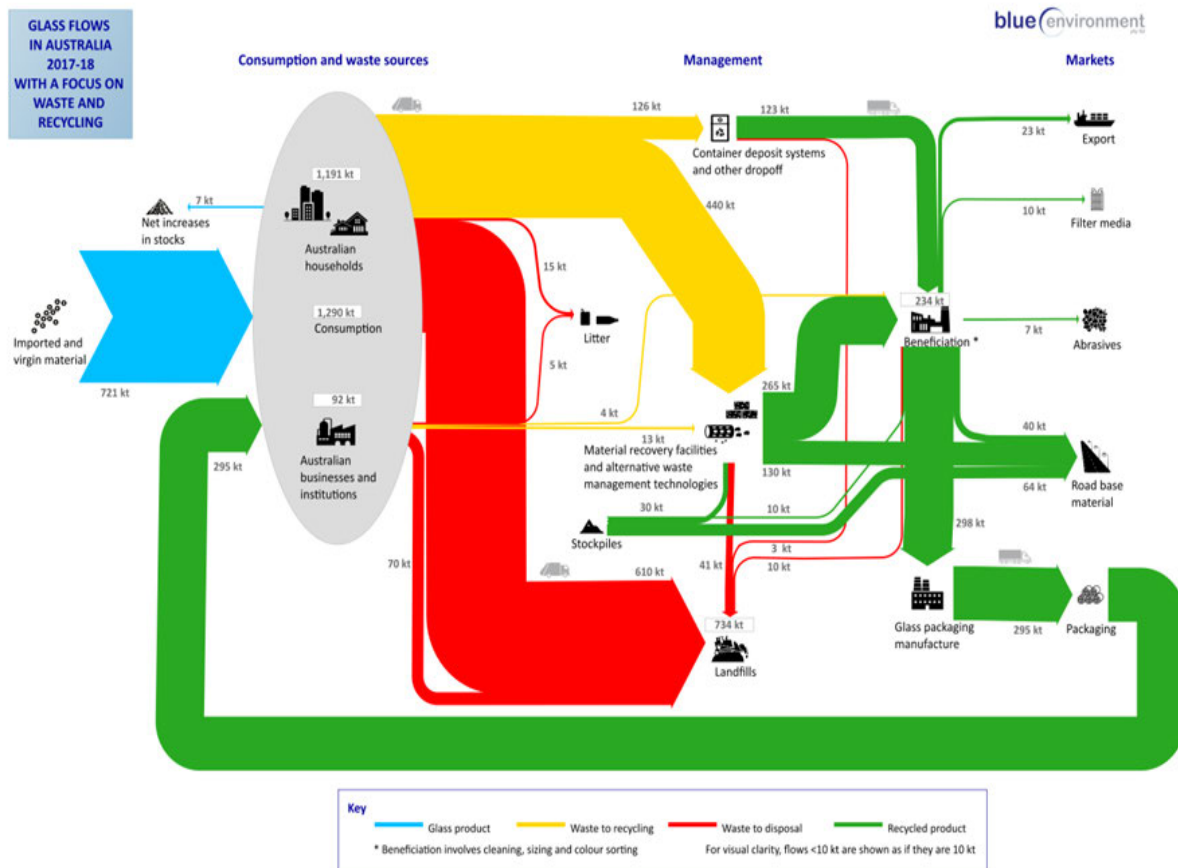 GLASS FLOWS
IN AUSTRALIA
2017-18
WITH A FOCUS ON
WASTE AND
RECYCLING
blue environment
pty ltd
Consumption and waste sources
Management
Markets
126 kt
123 kt
23 kt
Export
Container deposit systems
and other dropoff
1,191 kt
7 kt
Net increases
in stocks
440 kt
10 kt
Filter media
Australian
households
15 kt
1,290 kt
Consumption
234 kt
Beneficiation *
7 kt
Abrasives
Imported and
virgin material
Litter
721 kt
5 kt
92 kt
4 kt
265 kt
Australian
businesses and
institutions
13 kt
Material recovery facilities
and alternative waste
management technologies
295 kt
130 kt
40 kt
Road base
material
64 kt
30 kt
10 kt
Stockpiles
298 kt
70 kt
610 kt
41 kt
3 kt
10 kt
734 kt
Landfills
Glass packaging
manufacture
295 kt
Packaging
Key
Glass product
Waste to recycling
Waste to disposal
Recycled product
* Beneficiation involves cleaning, sizing and colour sorting
For visual clarity, flows <10 kt are shown as if they are 10 kt